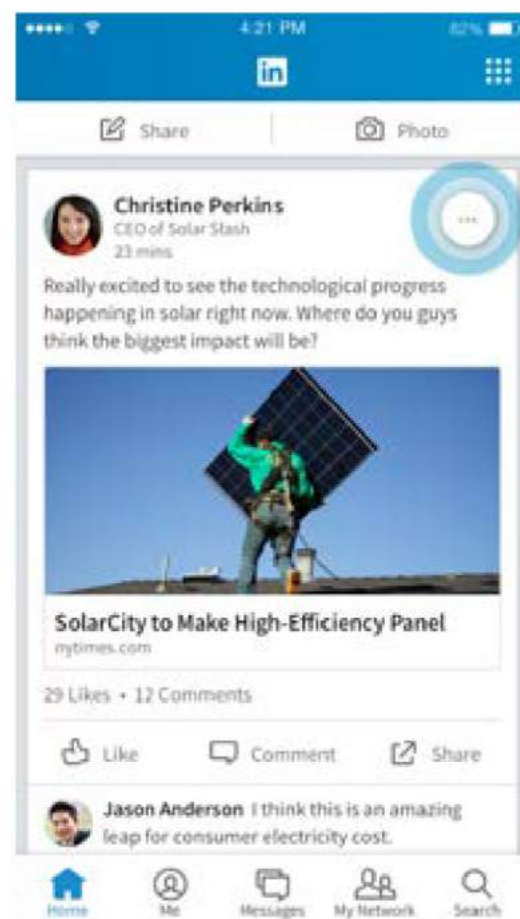 4:21 PM
82%
in
Share
Photo
Christine Perkins
CEO of Solar Slash
23 mins
Really excited to see the technological progress
happening in solar right now. Where do you guys
think the biggest impact will be?
SolarCity to Make High-Efficiency Panel
nytimes.com
29 Likes • 12 Comments
Like
Comment
Share
Jason Anderson I think this is an amazing
leap for consumer electricity cost.
Home
Me
Messages
My Network
Search